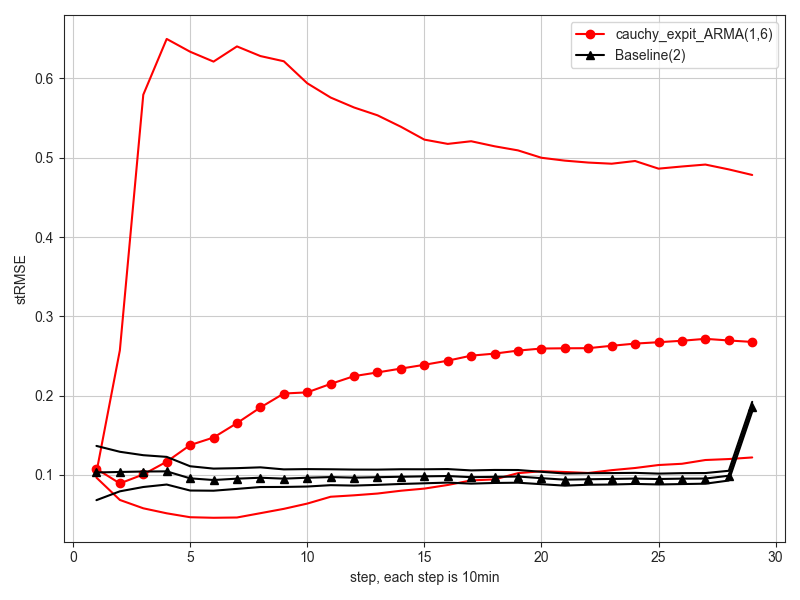 cauchy_expit_ARMA(1,6)
Baseline(2)
stRMSE
0.6
0.5
0.4
0.3
0.2
0.1
0 5 10 15 20 25 30
step, each step is 10min